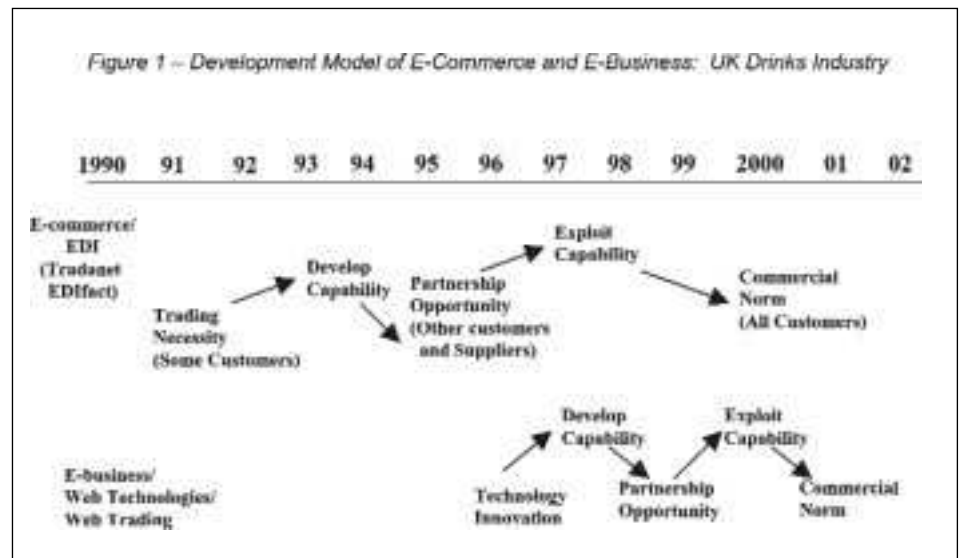 Figure 1 – Development Model of E-Commerce and E-Business: UK Drinks Industry
1990 91 92 93 94 95 96 97 98 99 2000 01 02
E-commerce/
EDI
(Tradanet
EDIfact)
Trading
Necessity
(Some Customers)
Develop
Capability
Partnership
Opportunity
(Other customers
and Suppliers)
Exploit
Capability
Commercial
Norm
(All Customers)
E-business/
Web Technologies/
Web Trading
Technology
Innovation
Develop
Capability
Partnership
Opportunity
Exploit
Capability
Commercial
Norm